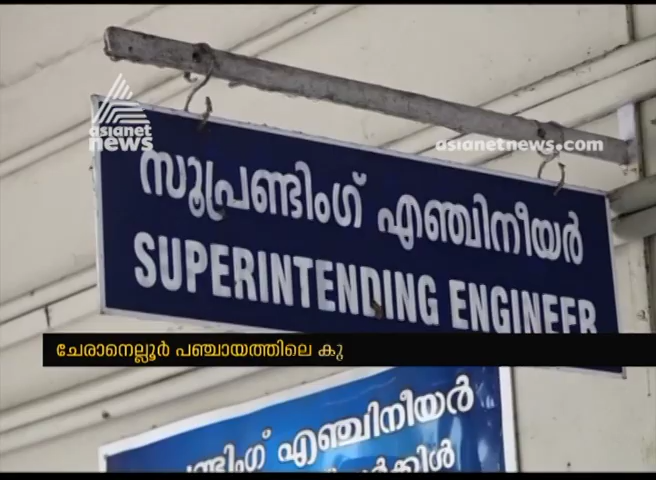 asianet
news
asianetnews.com
സൂപ്രണ്ടിംഗ് എഞ്ചിനീയർ
SUPERINTENDING ENGINEER
ചേരാനെല്ലൂർ പഞ്ചായത്തിലെ കു
എഞ്ചിനീയർ